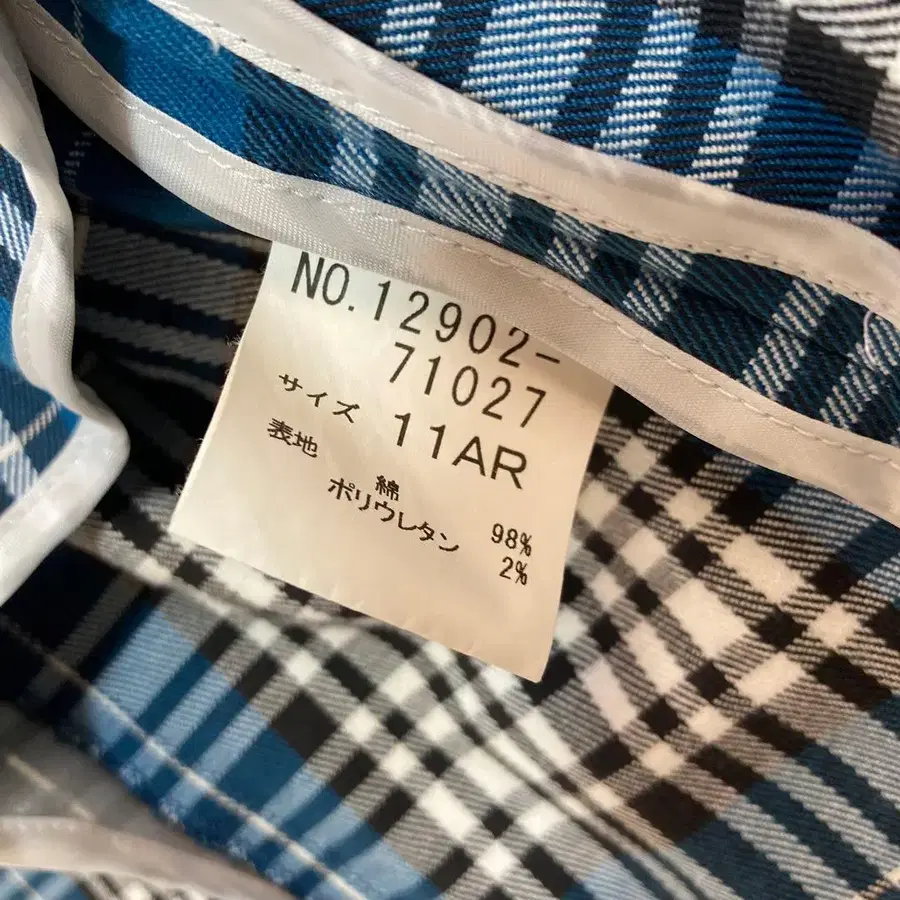 NO.12902-
71027
サイズ 11AR
表地
綿 98%
ポリウレタン 2%